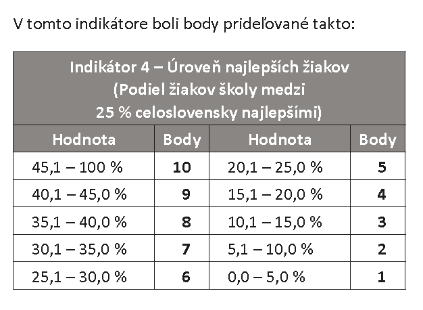 V tomto indikátore boli body prideľované takto:
Indikátor 4 – Úroveň najlepších žiakov
(Podiel žiakov školy medzi
25 % celoslovensky najlepšími)
Hodnota Body Hodnota Body
45,1 – 100 % 10 20,1 – 25,0 % 5
40,1 – 45,0 % 9 15,1 – 20,0 % 4
35,1 – 40,0 % 8 10,1 – 15,0 % 3
30,1 – 35,0 % 7 5,1 – 10,0 % 2
25,1 – 30,0 % 6 0,0 – 5,0 % 1